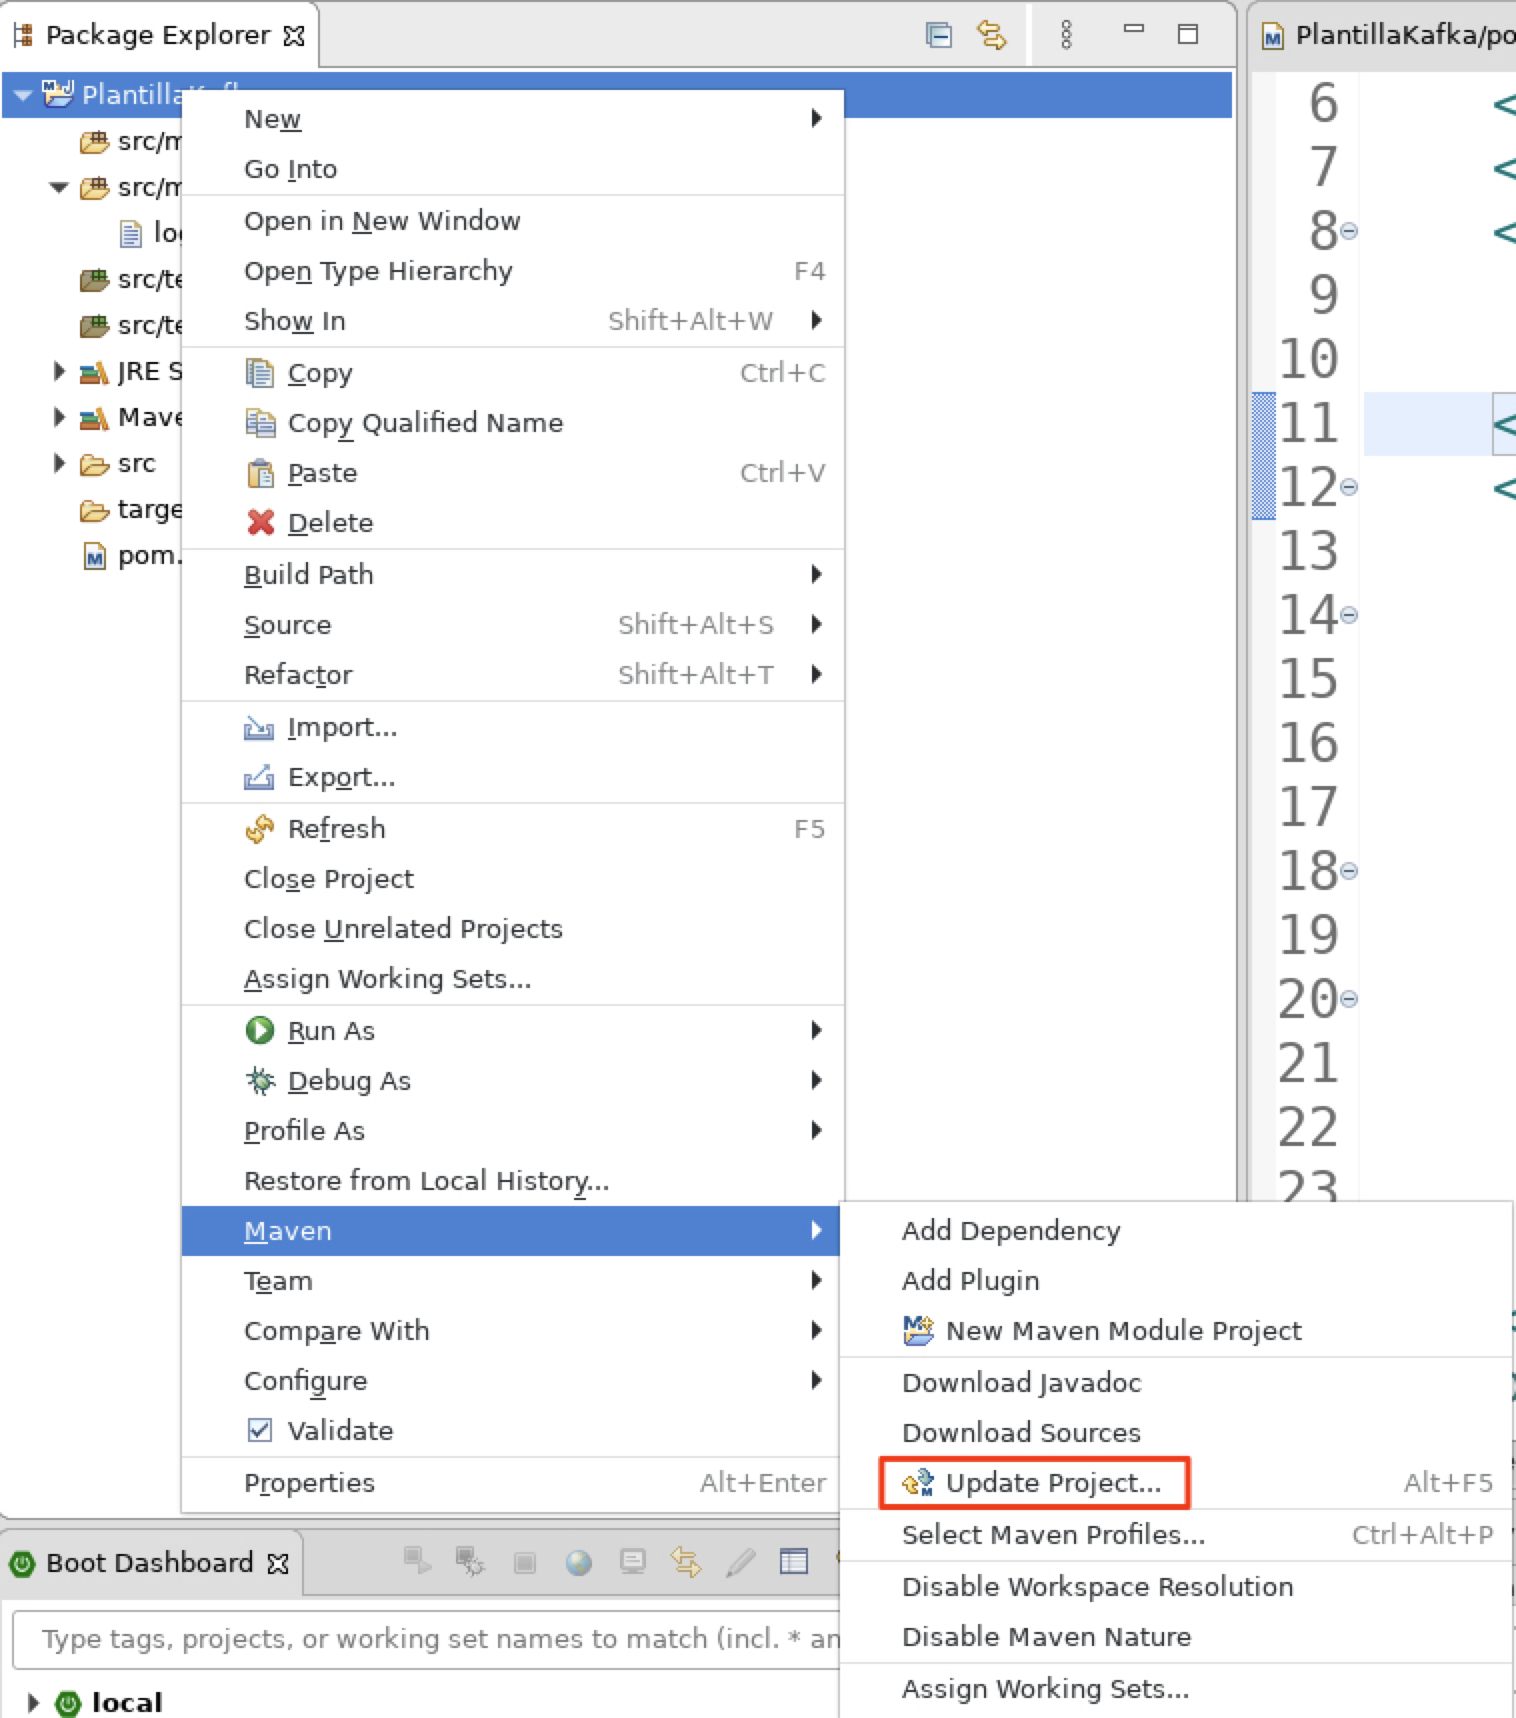 Package Explorer
PlantillaKafk
src/m
src/m
log
src/te
src/te
JRE S
Mave
src
targe
pom.
New
Go Into
Open in New Window
Open Type Hierarchy F4
Show In Shift+Alt+W
Copy Ctrl+C
Copy Qualified Name
Paste Ctrl+V
Delete
Build Path
Source Shift+Alt+S
Refactor Shift+Alt+T
Import...
Export...
Refresh F5
Close Project
Close Unrelated Projects
Assign Working Sets...
Run As
Debug As
Profile As
Restore from Local History...
Maven
Team
Compare With
Configure
Validate
Properties Alt+Enter
Add Dependency
Add Plugin
New Maven Module Project
Download Javadoc
Download Sources
Update Project... Alt+F5
Select Maven Profiles... Ctrl+Alt+P
Disable Workspace Resolution
Disable Maven Nature
Assign Working Sets...
PlantillaKafka/po
6 <
7 <
8 <
9
10
11 <
12 <
13
14
15
16
17
18
19
20
21
22
23
Boot Dashboard
Type tags, projects, or working set names to match (incl. * an
local